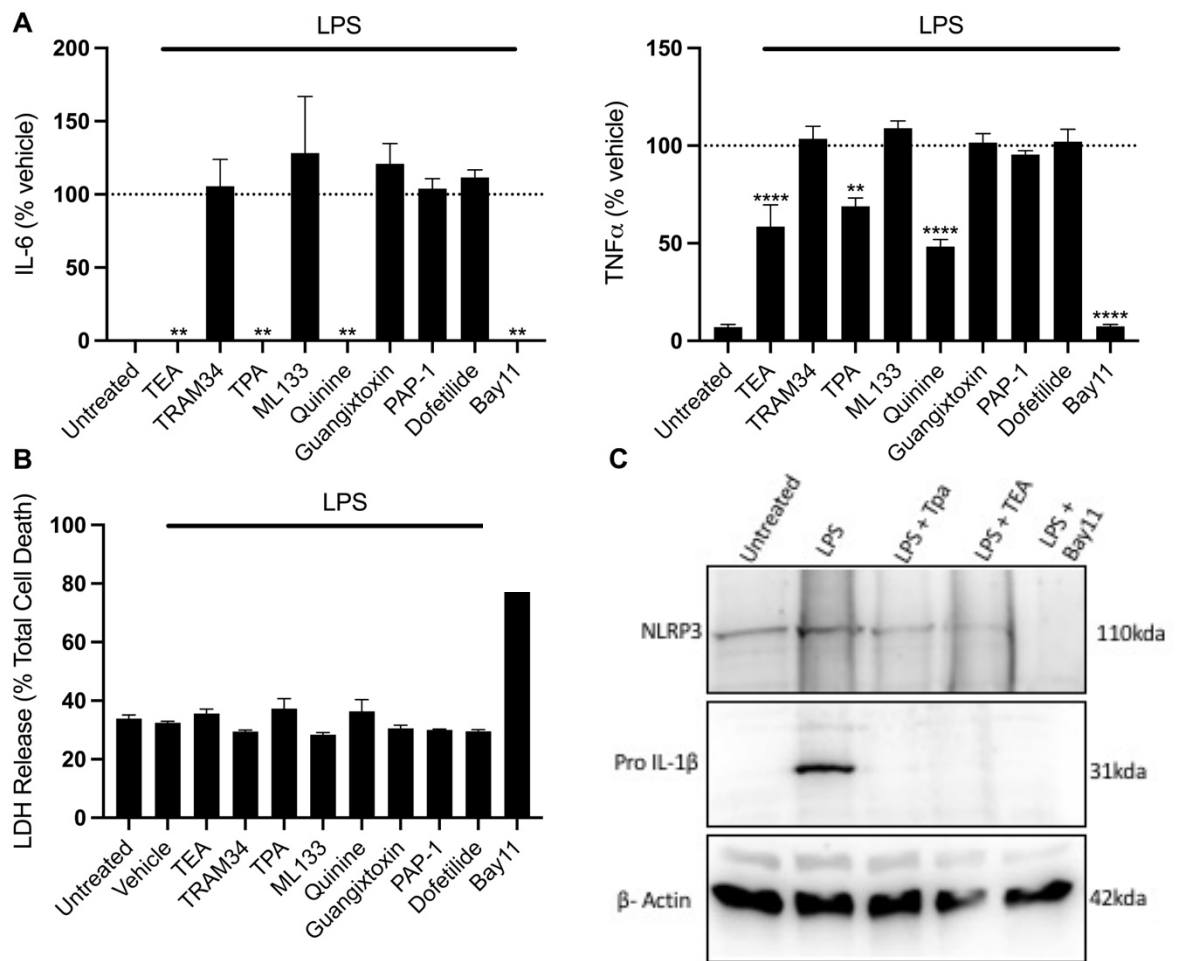 A
LPS
200
150
100
50
0
IL-6 (% vehicle)
** ** ** **
Untreated
TEA
TRAM34
TPA
ML133
Quinine
Guangixtoxin
PAP-1
Dofetilide
Bay11
LPS
150
100
50
0
TNFα (% vehicle)
**** ** **** ****
Untreated
TEA
TRAM34
TPA
ML133
Quinine
Guangixtoxin
PAP-1
Dofetilide
Bay11
B
LPS
100
80
60
40
20
0
LDH Release (% Total Cell Death)
Untreated
Vehicle
TEA
TRAM34
TPA
ML133
Quinine
Guangixtoxin
PAP-1
Dofetilide
Bay11
C
Untreated
LPS
LPS + Tpa
LPS + TEA
LPS +
Bay11
NLRP3 110kda
Pro IL-1β 31kda
β- Actin 42kda